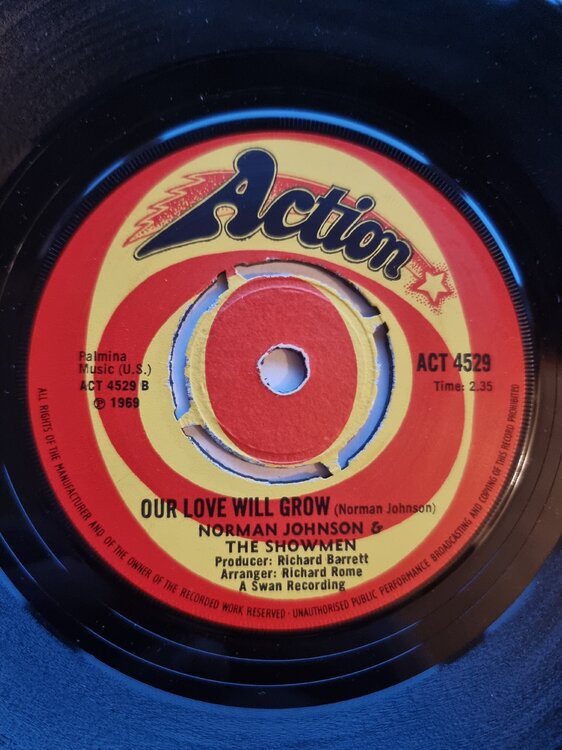 Action
Palmina
Music (U.S.)
ACT 4529 B
℗ 1969
ACT 4529
Time: 2.35
OUR LOVE WILL GROW (Norman Johnson)
NORMAN JOHNSON &
THE SHOWMEN
Producer: Richard Barrett
Arranger: Richard Rome
A Swan Recording
ALL RIGHTS OF THE MANUFACTURER AND OF THE OWNER OF THE RECORDED WORK RESERVED · UNAUTHORISED PUBLIC PERFORMANCE BROADCASTING AND COPYING OF THIS RECORD PROHIBITED